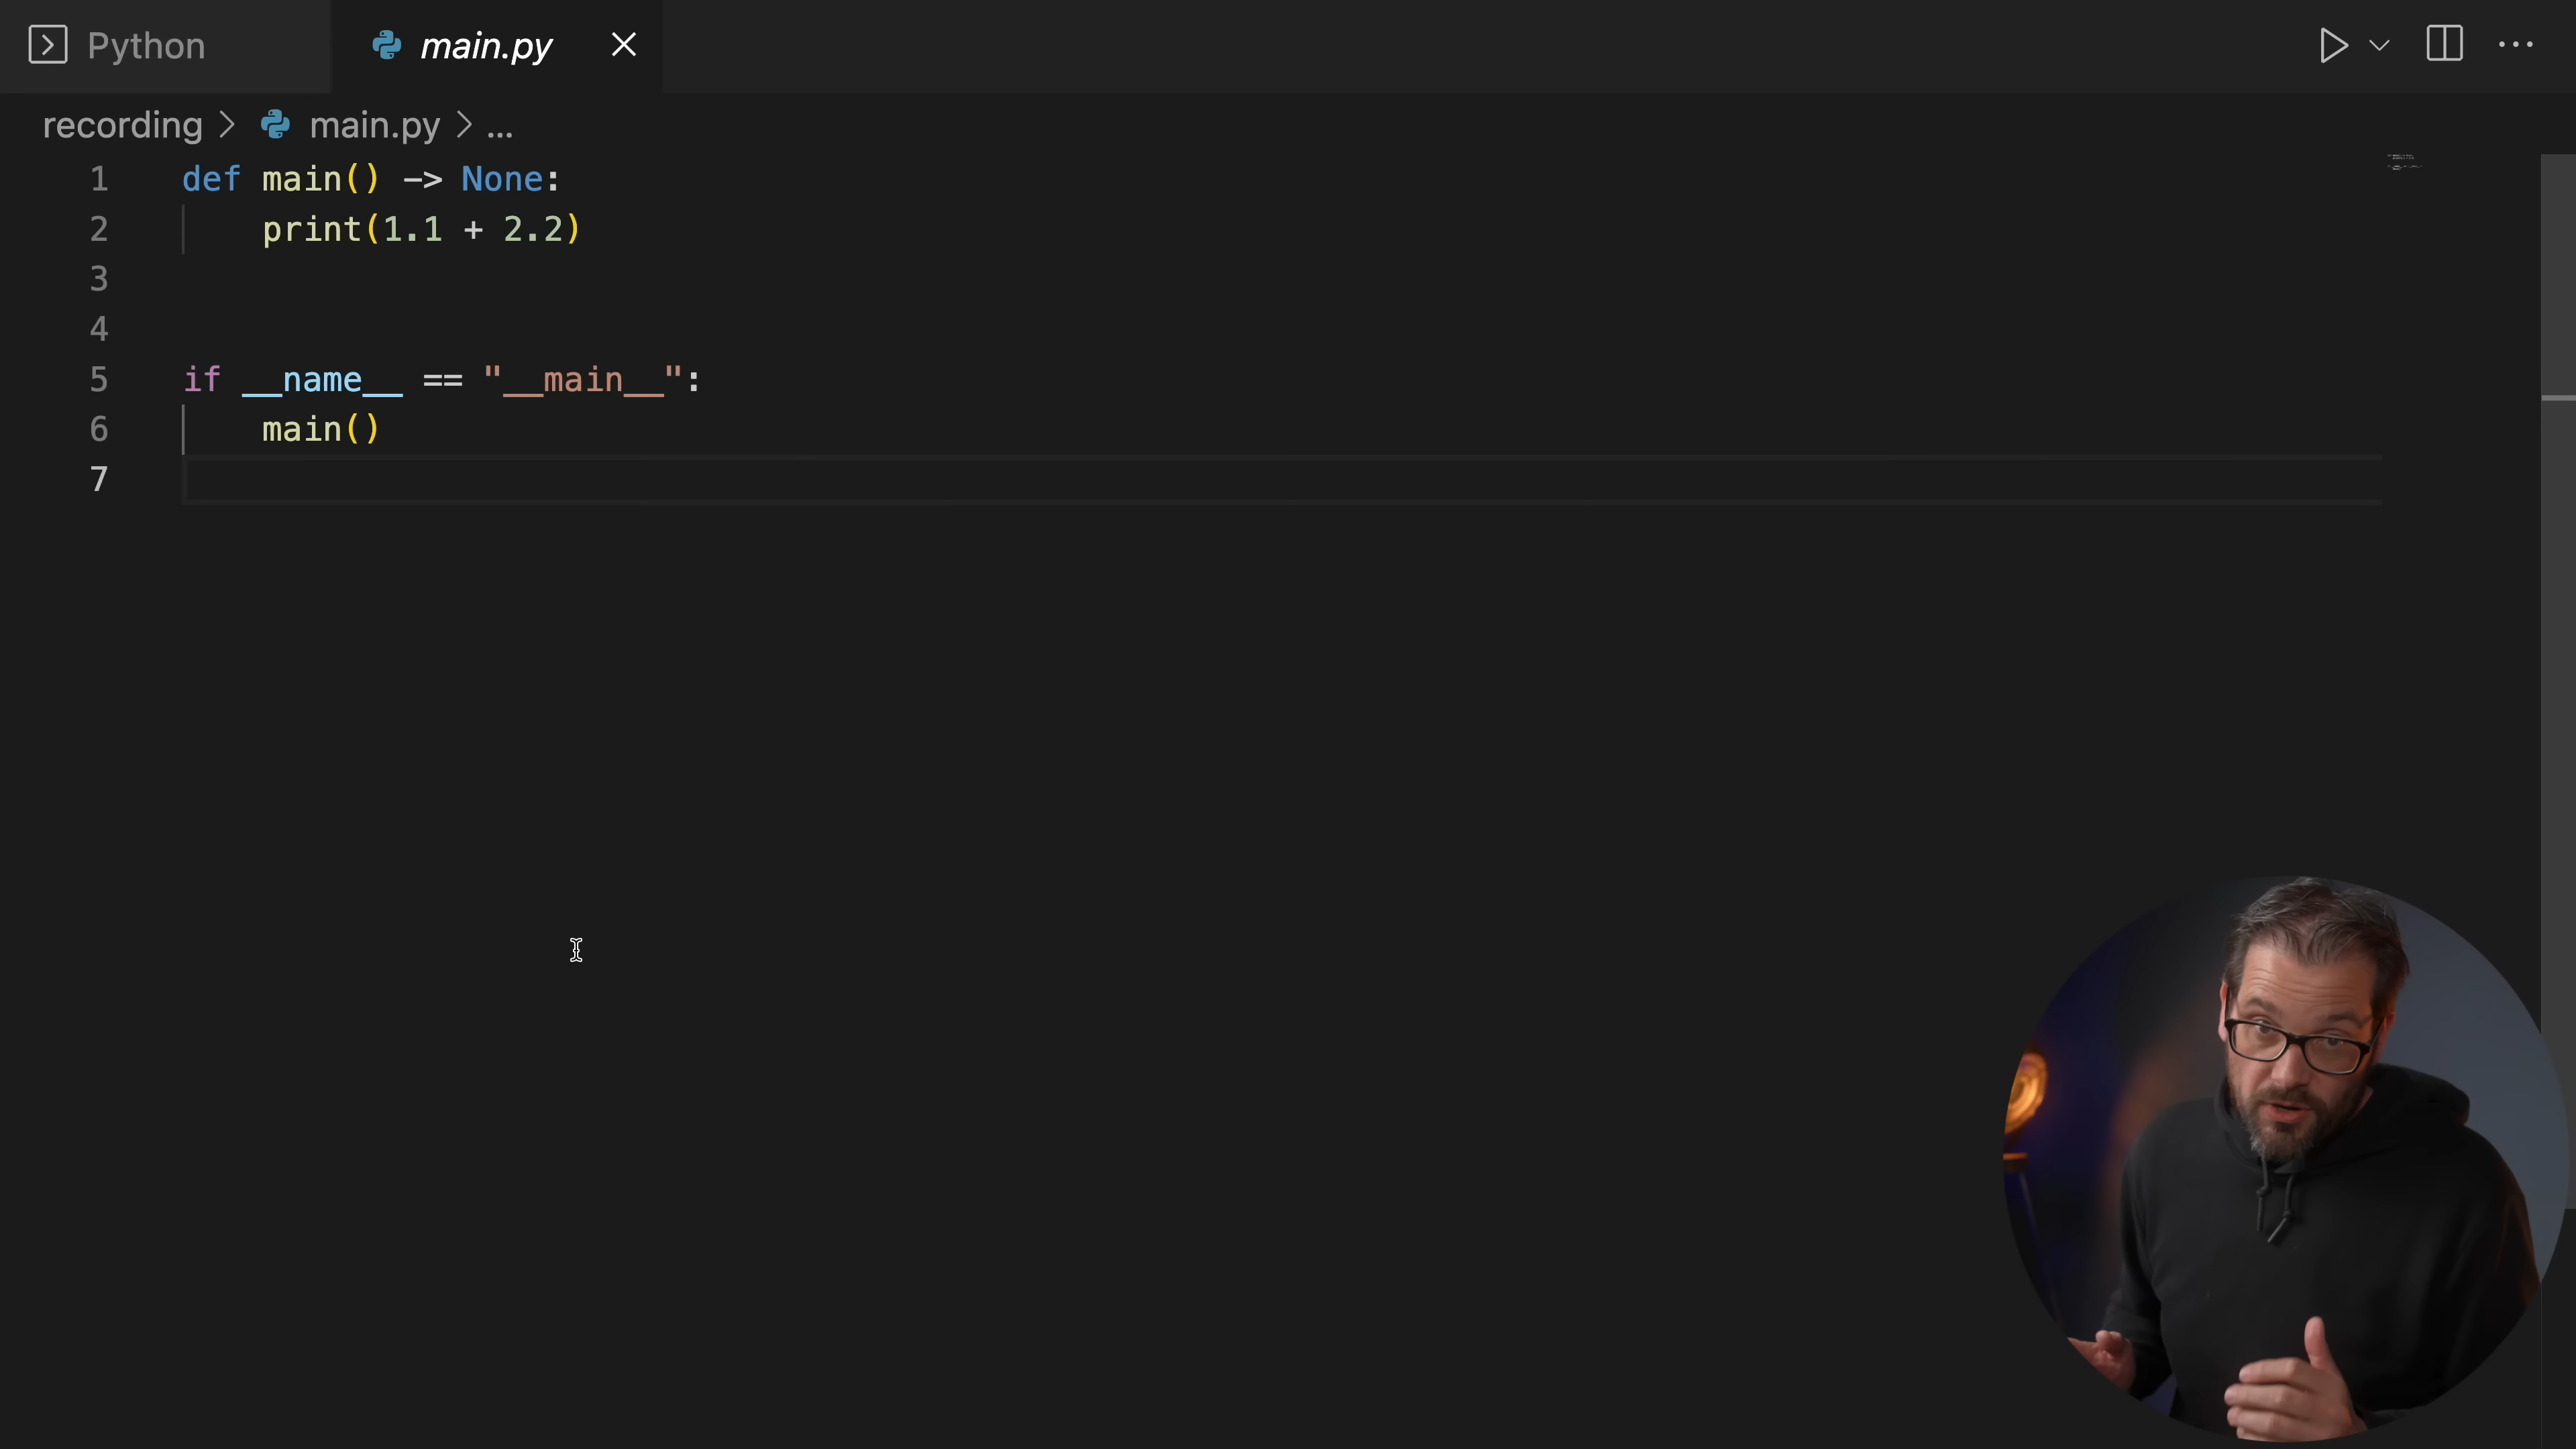 Python
main.py
recording > main.py > ...
1 def main() -> None:
2     print(1.1 + 2.2)
3
4
5 if __name__ == "__main__":
6     main()
7